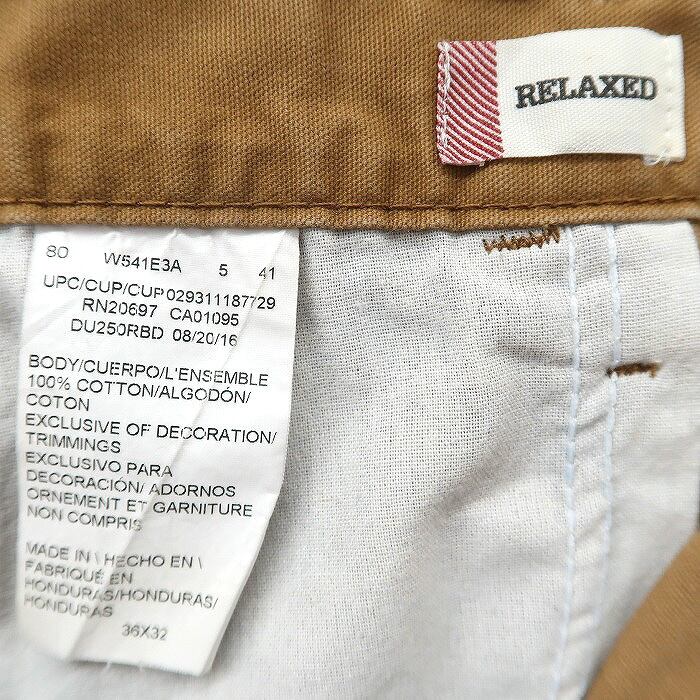 RELAXED
80 W541E3A 5 41
UPC/CUP/CUP 029311187729
RN20697 CA01095
DU250RBD 08/20/16
BODY/CUERPO/L'ENSEMBLE
100% COTTON/ALGODÓN/
COTON
EXCLUSIVE OF DECORATION/
TRIMMINGS
EXCLUSIVO PARA
DECORACIÓN/ ADORNOS
ORNEMENT ET GARNITURE
NON COMPRIS
MADE IN \ HECHO EN \
FABRIQUÉ EN
HONDURAS/HONDURAS/
HONDURAS
36X32